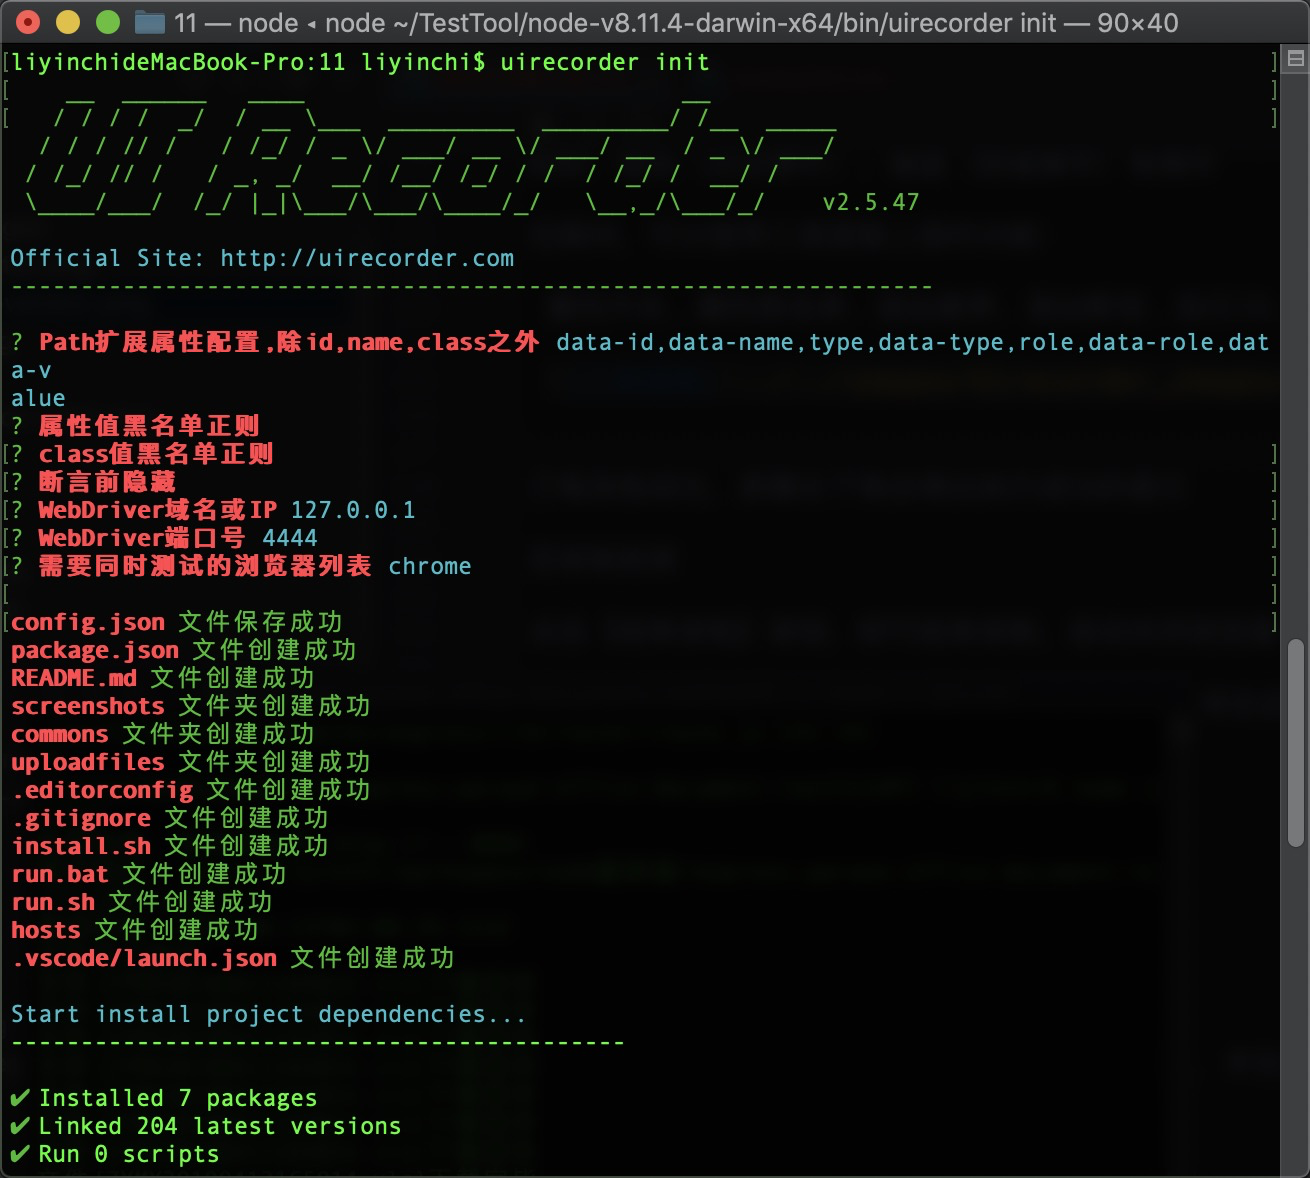 11 — node ◂ node ~/TestTool/node-v8.11.4-darwin-x64/bin/uirecorder init — 90×40
liyinchideMacBook-Pro:11 liyinchi$ uirecorder init
UI Recorder v2.5.47
Official Site: http://uirecorder.com
------------------------------------------------------------------
? Path扩展属性配置,除id,name,class之外 data-id,data-name,type,data-type,role,data-role,dat
a-v
alue
? 属性值黑名单正则
? class值黑名单正则
? 断言前隐藏
? WebDriver域名或IP 127.0.0.1
? WebDriver端口号 4444
? 需要同时测试的浏览器列表 chrome
config.json 文件保存成功
package.json 文件创建成功
README.md 文件创建成功
screenshots 文件夹创建成功
commons 文件夹创建成功
uploadfiles 文件夹创建成功
.editorconfig 文件创建成功
.gitignore 文件创建成功
install.sh 文件创建成功
run.bat 文件创建成功
run.sh 文件创建成功
hosts 文件创建成功
.vscode/launch.json 文件创建成功
Start install project dependencies...
--------------------------------------------
✔ Installed 7 packages
✔ Linked 204 latest versions
✔ Run 0 scripts